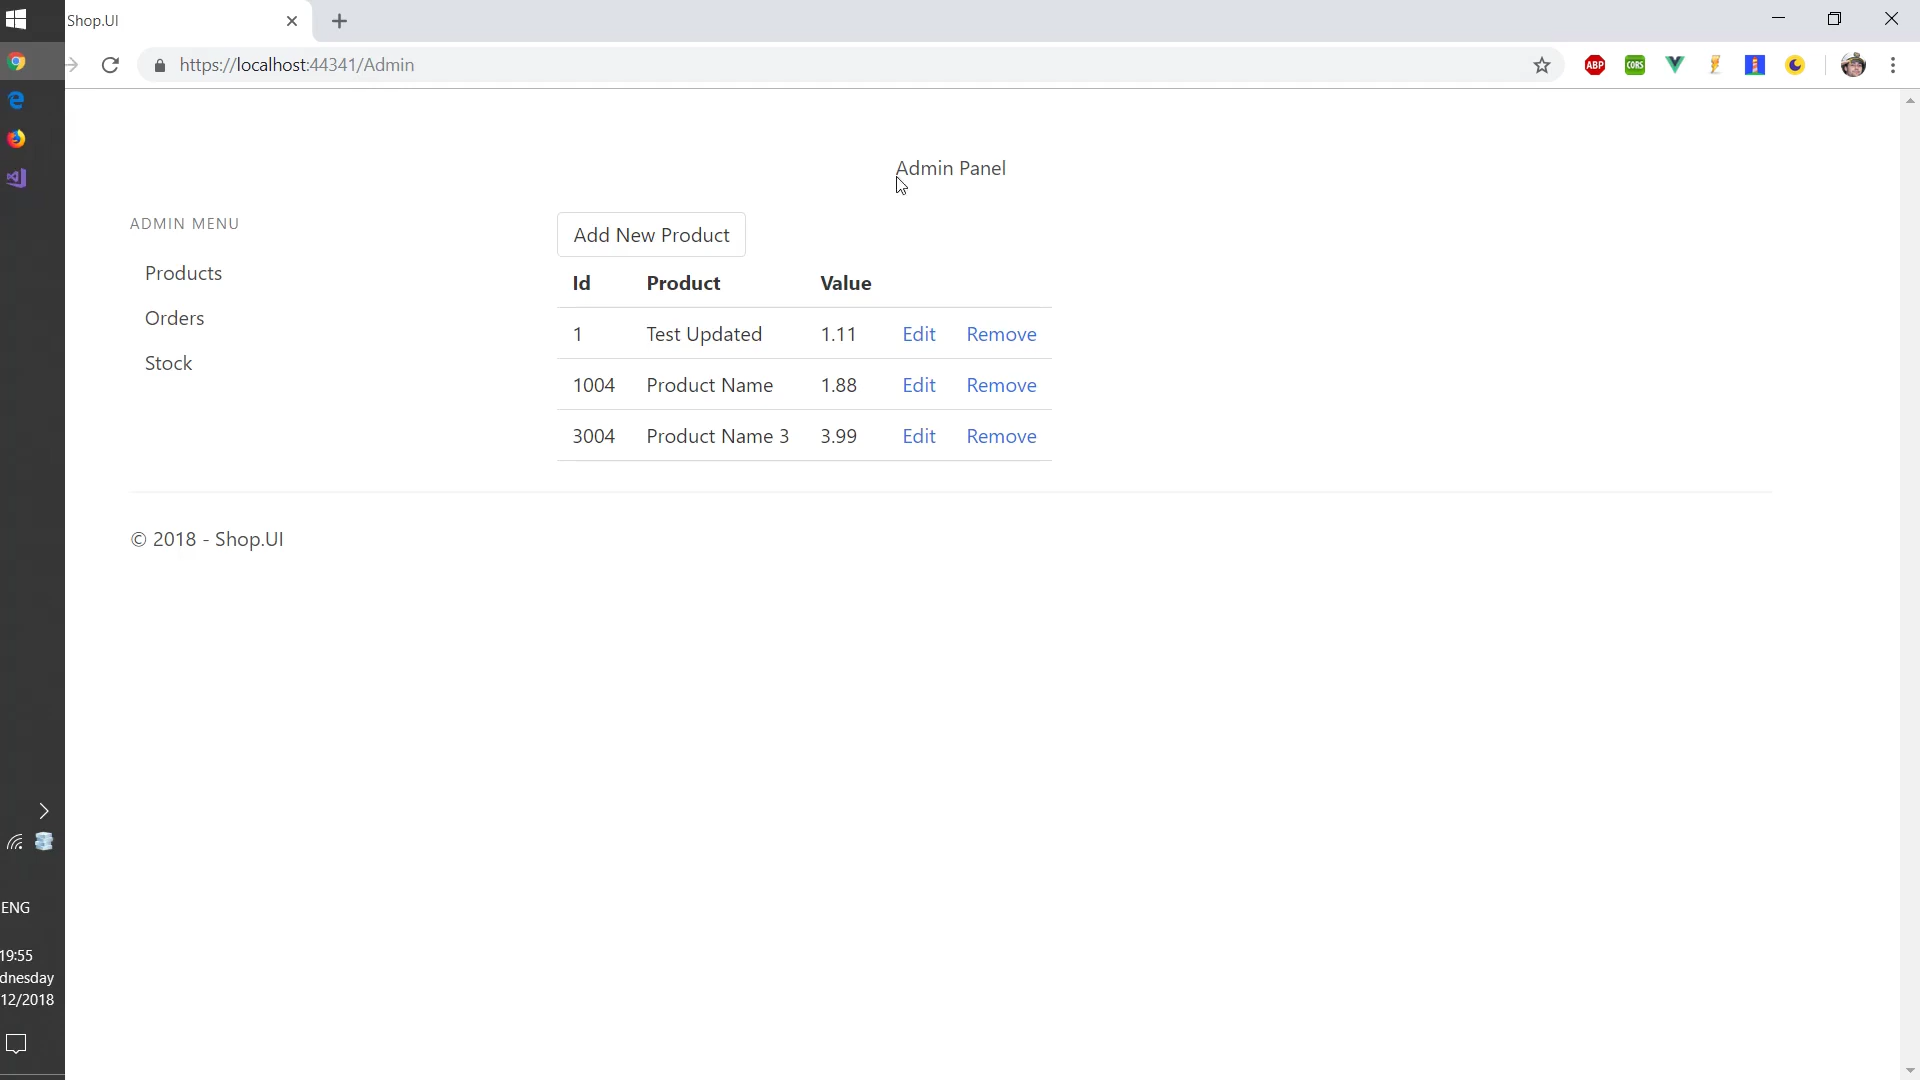 Shop.UI
https://localhost:44341/Admin
ABP
CORS
Admin Panel
ADMIN MENU
Products
Orders
Stock
Add New Product
Id Product Value
1 Test Updated 1.11 Edit Remove
1004 Product Name 1.88 Edit Remove
3004 Product Name 3 3.99 Edit Remove
© 2018 - Shop.UI
ENG
19:55
dnesday
12/2018